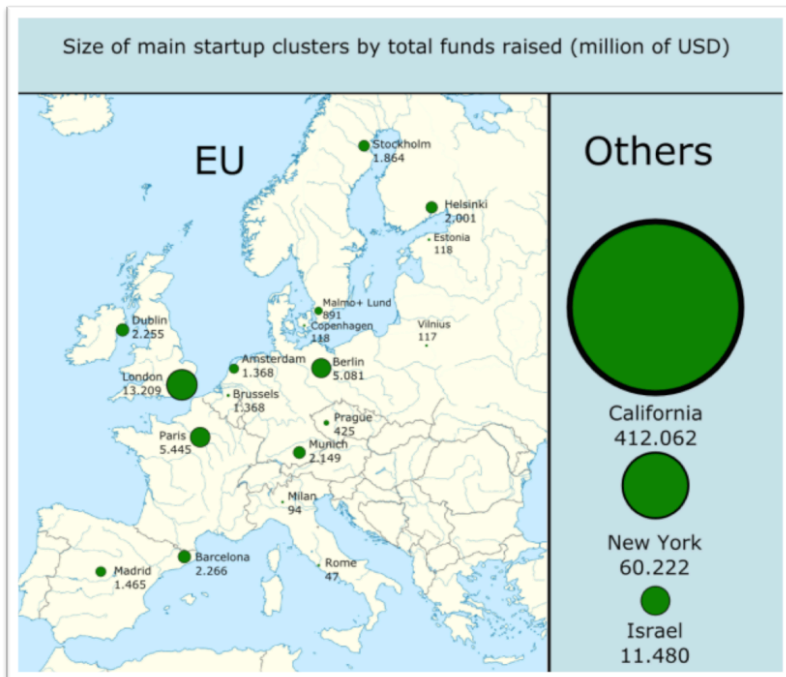 Size of main startup clusters by total funds raised (million of USD)
EU
Stockholm
1.864
Helsinki
2.001
Estonia
118
Malmo+ Lund
891
Copenhagen
118
Vilnius
117
Dublin
2.255
Amsterdam
1.368
Berlin
5.081
London
13.209
Brussels
1.368
Prague
425
Paris
5.445
Munich
2.149
Milan
94
Barcelona
2.266
Rome
47
Madrid
1.465
Others
California
412.062
New York
60.222
Israel
11.480